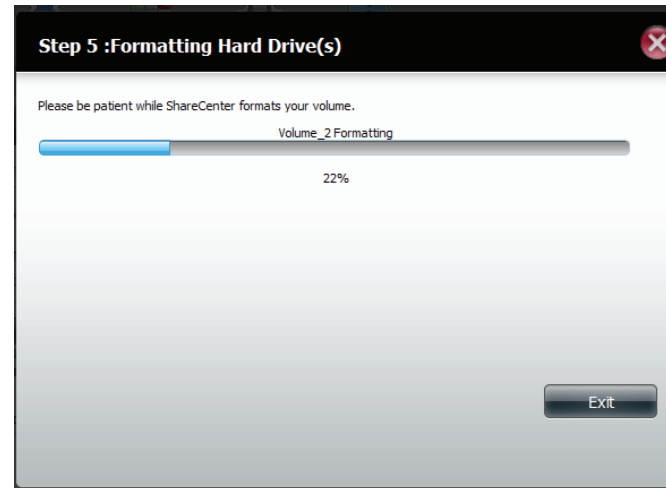 Step 5 :Formatting Hard Drive(s)
Please be patient while ShareCenter formats your volume.
Volume_2 Formatting
22%
Exit